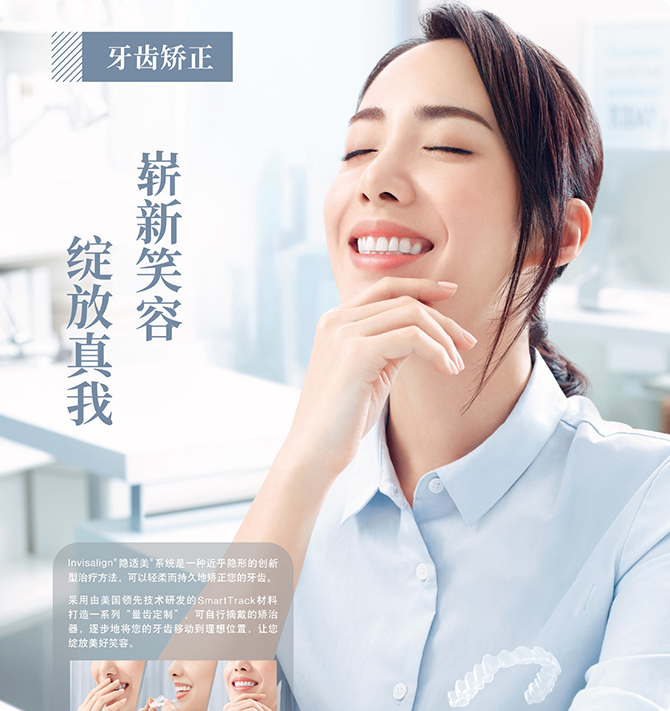 牙齿矫正
崭新笑容
绽放真我
Invisalign®隐适美®系统是一种近乎隐形的创新
型治疗方法，可以轻柔而持久地矫正您的牙齿。
采用由美国领先技术研发的SmartTrack材料
打造一系列“量齿定制”、可自行摘戴的矫治
器，逐步地将您的牙齿移动到理想位置，让您
绽放美好笑容。